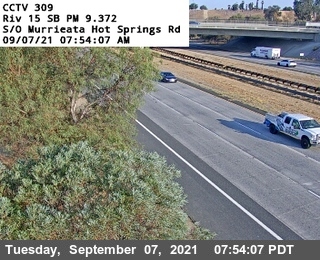 CCTV 309
Riv 15 SB PM 9.372
S/O Murrieata Hot Springs Rd
09/07/21 07:54:07 AM
Tuesday, September 07, 2021 07:54:07 PDT